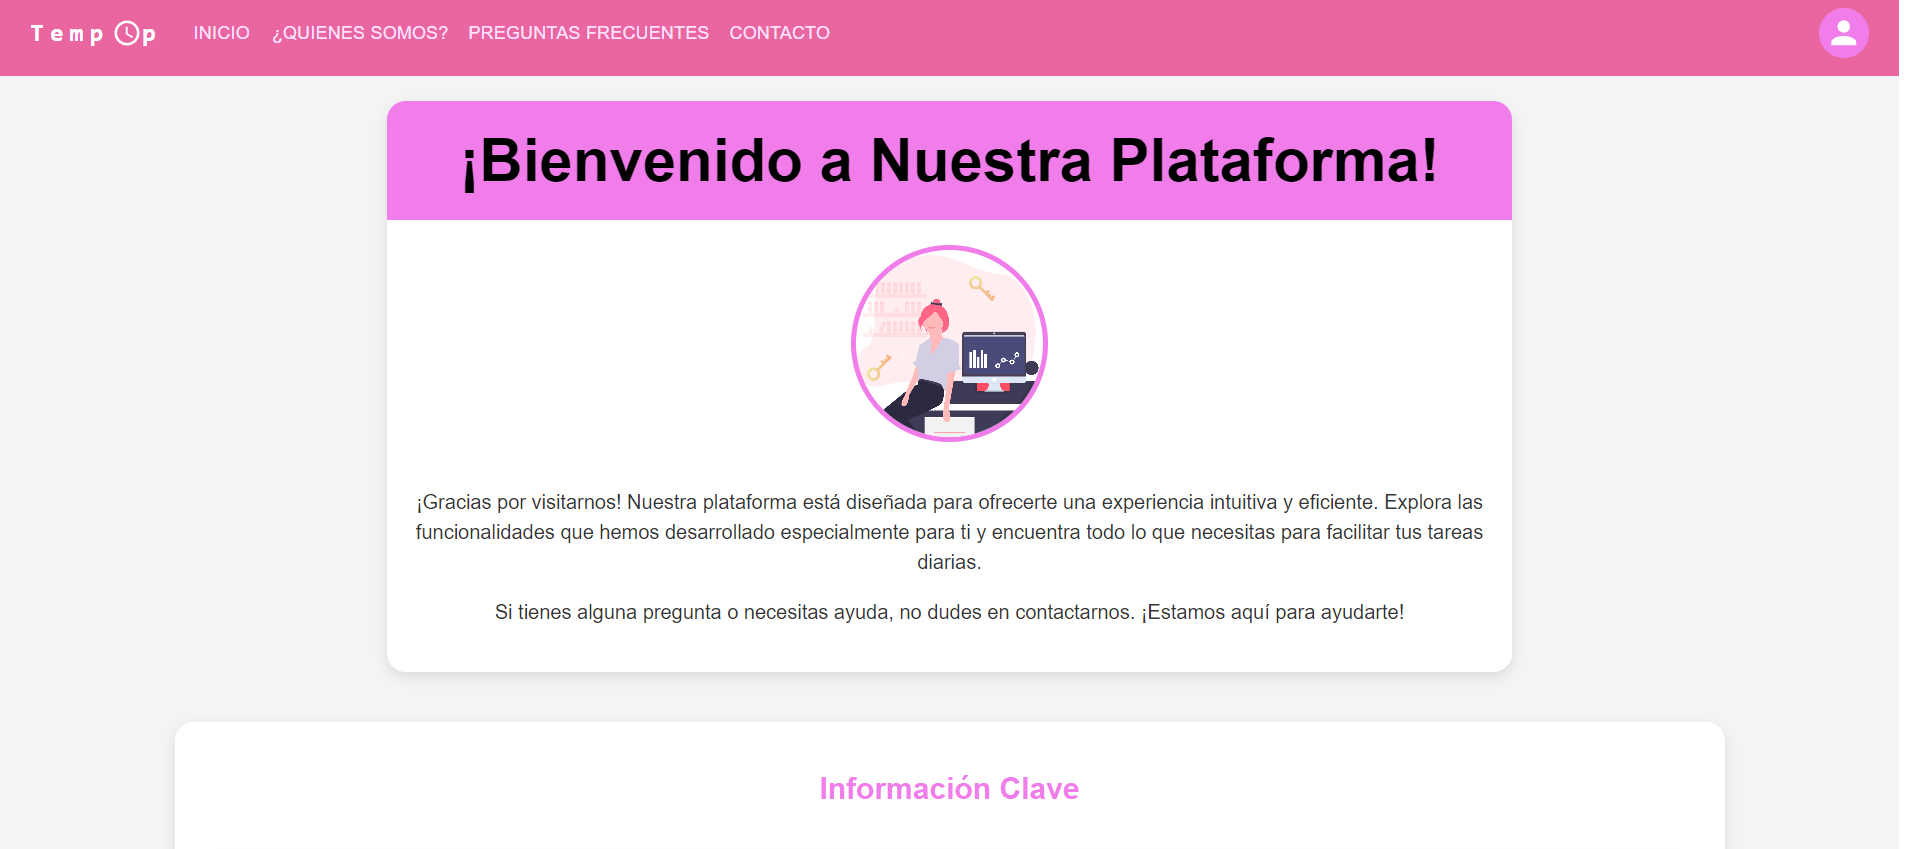 Temp p
INICIO ¿QUIENES SOMOS? PREGUNTAS FRECUENTES CONTACTO
¡Bienvenido a Nuestra Plataforma!
¡Gracias por visitarnos! Nuestra plataforma está diseñada para ofrecerte una experiencia intuitiva y eficiente. Explora las
funcionalidades que hemos desarrollado especialmente para ti y encuentra todo lo que necesitas para facilitar tus tareas
diarias.
Si tienes alguna pregunta o necesitas ayuda, no dudes en contactarnos. ¡Estamos aquí para ayudarte!
Información Clave